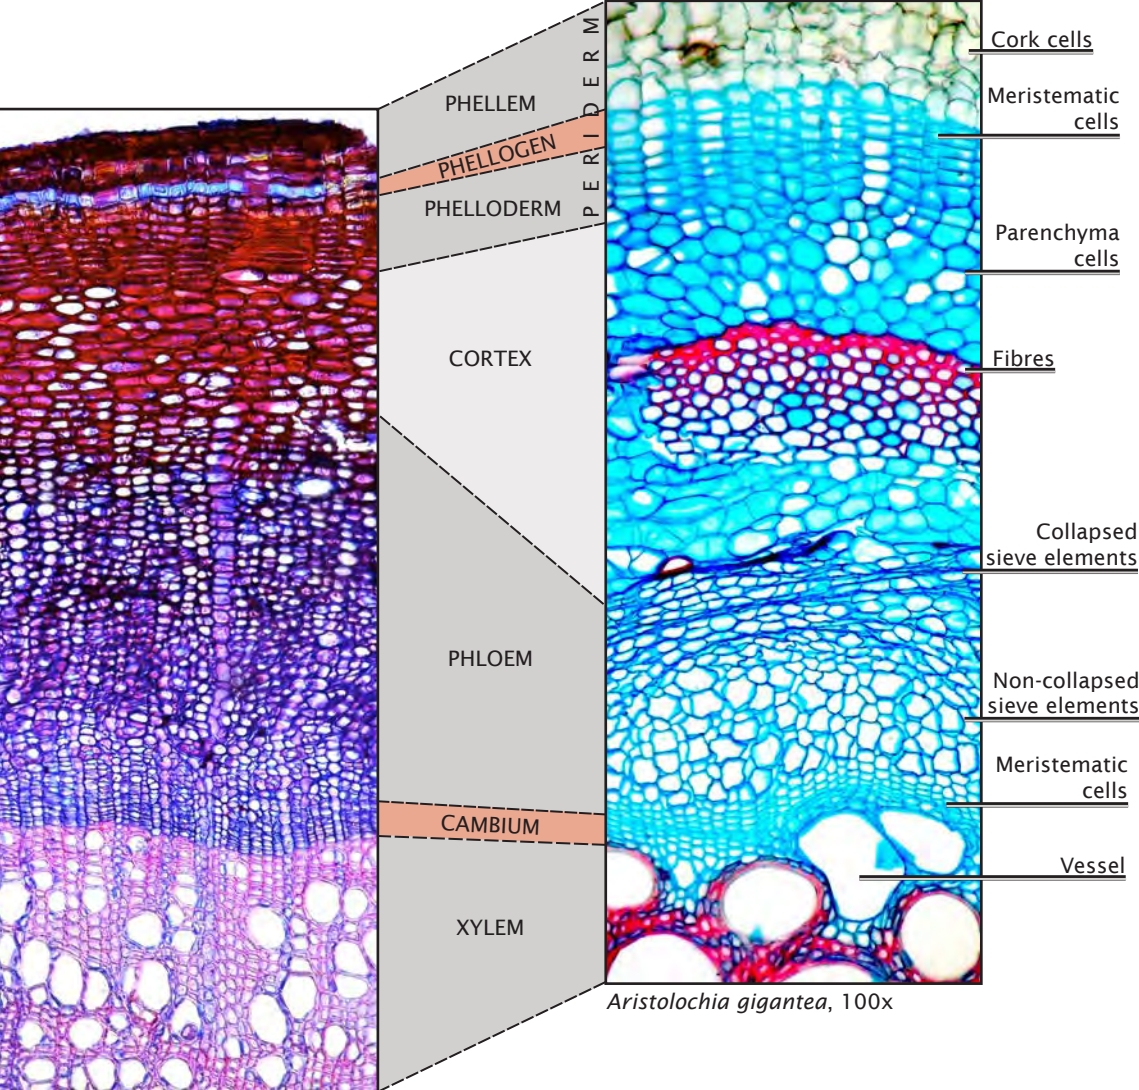 PHELLEM
PHELLOGEN
PHELLODERM
PERIDERM
CORTEX
PHLOEM
CAMBIUM
XYLEM
Cork cells
Meristematic
cells
Parenchyma
cells
Fibres
Collapsed
sieve elements
Non-collapsed
sieve elements
Meristematic
cells
Vessel
Aristolochia gigantea, 100x